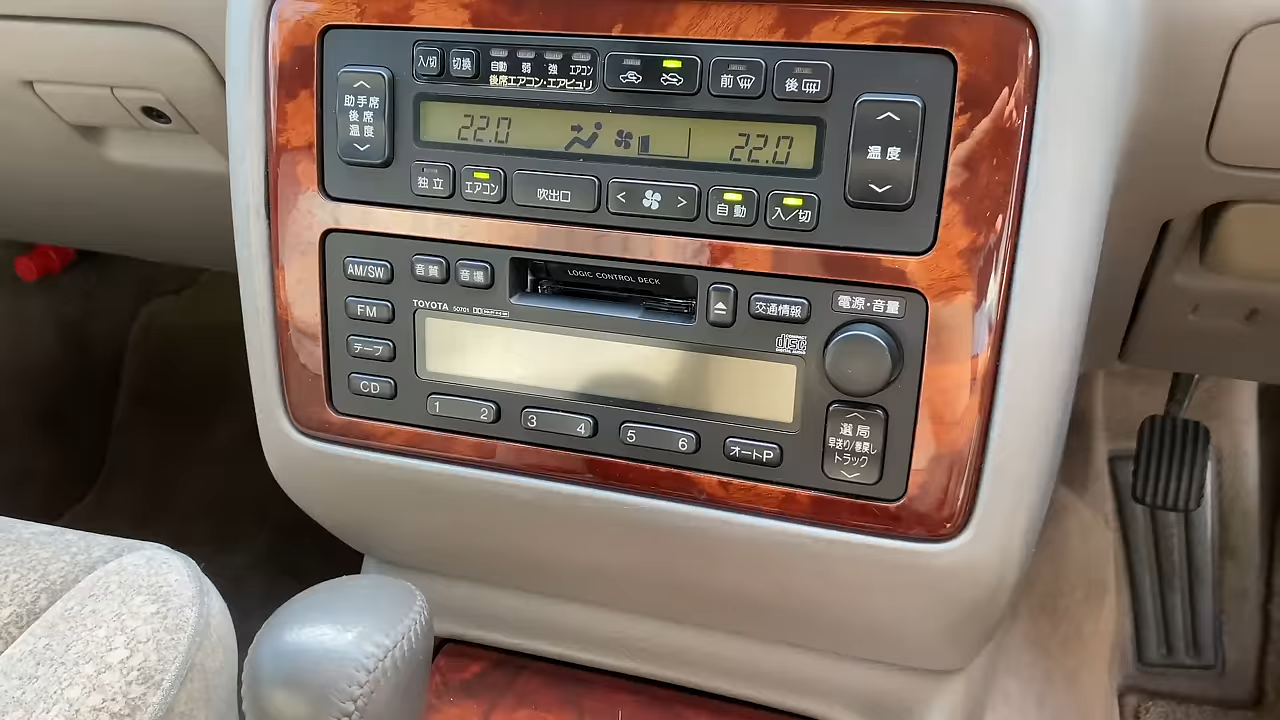 入/切
切換
自動 弱 強 エアコン
後席エアコン・エアピュリ
前
後
助手席
後席
温度
22.0
22.0
温度
独立
エアコン
吹出口
< >
自動
入/切
AM/SW
音質
音場
LOGIC CONTROL DECK
交通情報
電源・音量
FM
TOYOTA 50701
disc
テープ
CD
1 2
3 4
5 6
オートP
選局
早送り/巻戻し
トラック